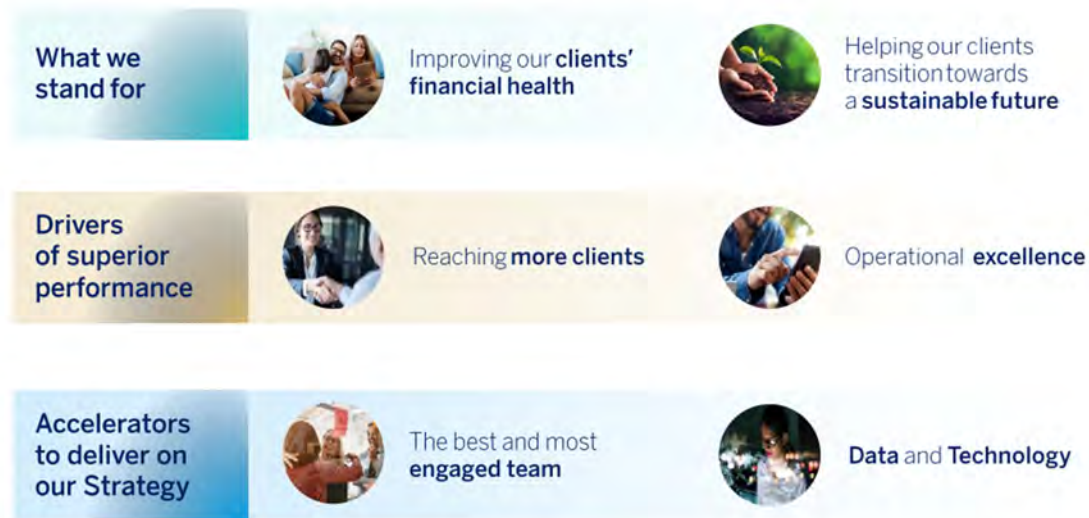 What we
stand for
Improving our clients'
financial health
Helping our clients
transition towards
a sustainable future
Drivers
of superior
performance
Reaching more clients
Operational excellence
Accelerators
to deliver on
our Strategy
The best and most
engaged team
Data and Technology